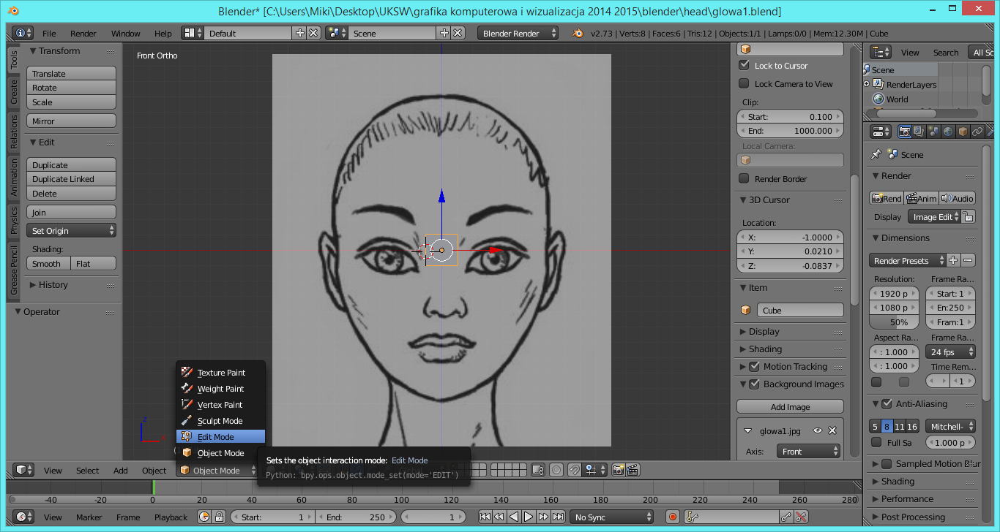 Blender* [C:\Users\Miki\Desktop\UKSW\grafika komputerowa i wizualizacja 2014 2015\blender\head\glowa1.blend]
File Render Window Help Default Scene Blender Render v2.73 | Verts:8 | Faces:6 | Tris:12 | Objects:1/1 | Lamps:0/0 | Mem:12.30M | Cube
Tools
Create
Relations
Animation
Physics
Grease Pencil
Transform
Translate
Rotate
Scale
Mirror
Edit
Duplicate
Duplicate Linked
Delete
Join
Set Origin
Shading:
Smooth Flat
History
Operator
Front Ortho
z
x
Texture Paint
Weight Paint
Vertex Paint
Sculpt Mode
Edit Mode
Object Mode
Sets the object interaction mode: Edit Mode
Python: bpy.ops.object.mode_set(mode='EDIT')
View Select Add Object Object Mode
Lock to Cursor
Lock Camera to View
Clip:
Start: 0.100
End: 1000.000
Local Camera:
Render Border
3D Cursor
Location:
X: -1.0000
Y: 0.0210
Z: -0.0837
Item
Cube
Display
Shading
Motion Tracking
Background Images
Add Image
glowa1.jpg
Axis: Front
View Search All Sc
Scene
RenderLayers
World
Scene
Render
Rend Anim Audio
Display Image Edit
Dimensions
Render Presets
Resolution: Frame Ra...
1920 p Start: 1
1080 p En:250
50% Fram:1
Aspect Ra... Frame Ra...
: 1.000 24 fps
: 1.000 Time Rem...
1
Anti-Aliasing
5 8 11 16 Mitchell-
Full Sa 1.000 p
Sampled Motion Blur
Shading
Performance
Post Processing
-40 -20 0 20 40 60 80 100 120 140 160 180 200 220 240 260 280
View Marker Frame Playback Start: 1 End: 250 1 No Sync